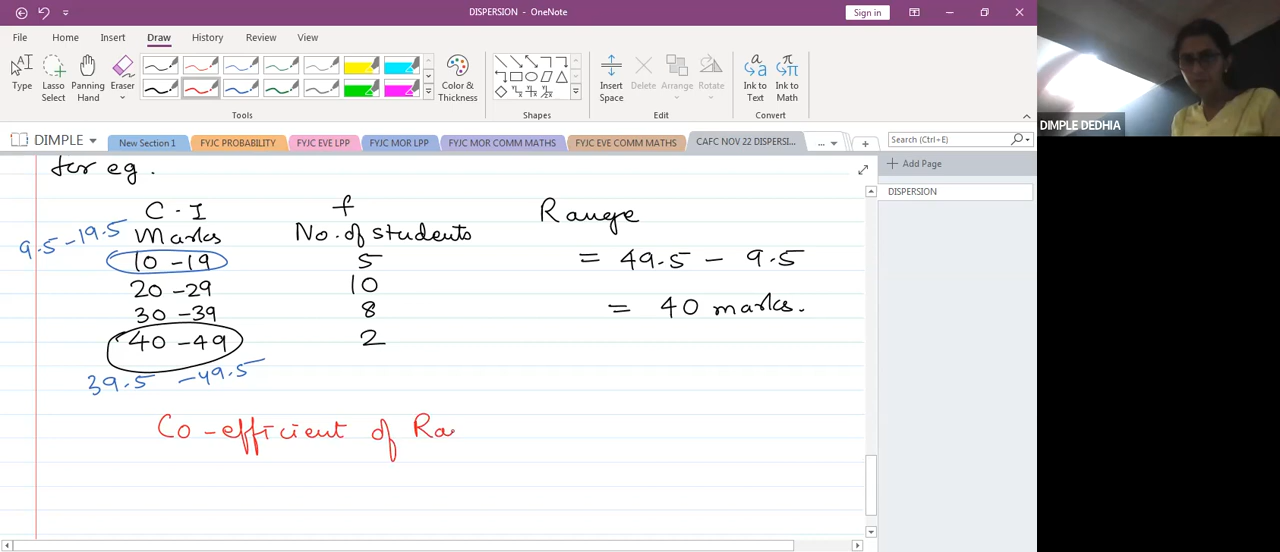 DISPERSION - OneNote
Sign in
File Home Insert Draw History Review View
Type
Lasso Select
Panning Hand
Eraser
Color & Thickness
Insert Space
Delete
Arrange
Rotate
Ink to Text
Ink to Math
Tools
Shapes
Edit
Convert
DIMPLE DEDHIA
DIMPLE
New Section 1
FYJC PROBABILITY
FYJC EVE LPP
FYJC MOR LPP
FYJC MOR COMM MATHS
FYJC EVE COMM MATHS
CAFC NOV 22 DISPERSI...
...
Search (Ctrl+E)
Add Page
DISPERSION
for eg.
C.I f Range
9.5-19.5 Marks No. of students
10-19 5 = 49.5 - 9.5
20-29 10
30-39 8 = 40 marks.
40-49 2
39.5 -49.5
Co-efficient of Ra